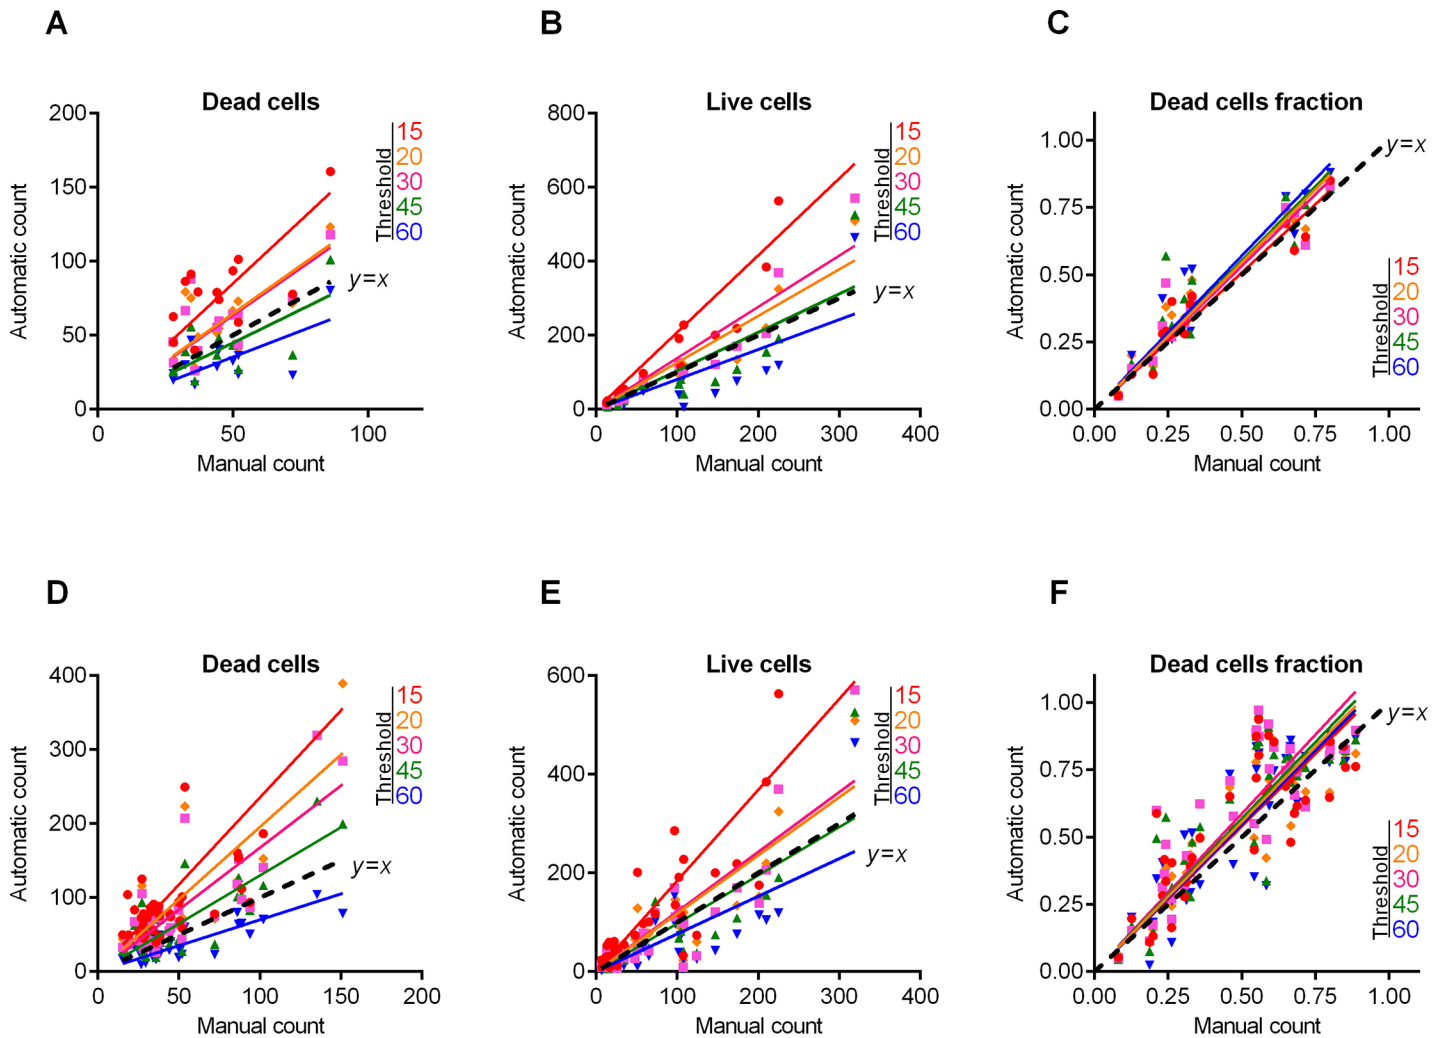 A
B
C
Dead cells
Live cells
Dead cells fraction
Automatic count
200
150
100
50
0
0
50
100
Manual count
Threshold
15
20
30
45
60
y=x
Automatic count
800
600
400
200
0
0
100
200
300
400
Manual count
Threshold
15
20
30
45
60
y=x
Automatic count
1.00
0.75
0.50
0.25
0.00
0.00
0.25
0.50
0.75
1.00
Manual count
y=x
Threshold
15
20
30
45
60
D
E
F
Dead cells
Live cells
Dead cells fraction
Automatic count
400
300
200
100
0
0
50
100
150
200
Manual count
Threshold
15
20
30
45
60
y=x
Automatic count
600
400
200
0
0
100
200
300
400
Manual count
Threshold
15
20
30
45
60
y=x
Automatic count
1.00
0.75
0.50
0.25
0.00
0.00
0.25
0.50
0.75
1.00
Manual count
y=x
Threshold
15
20
30
45
60